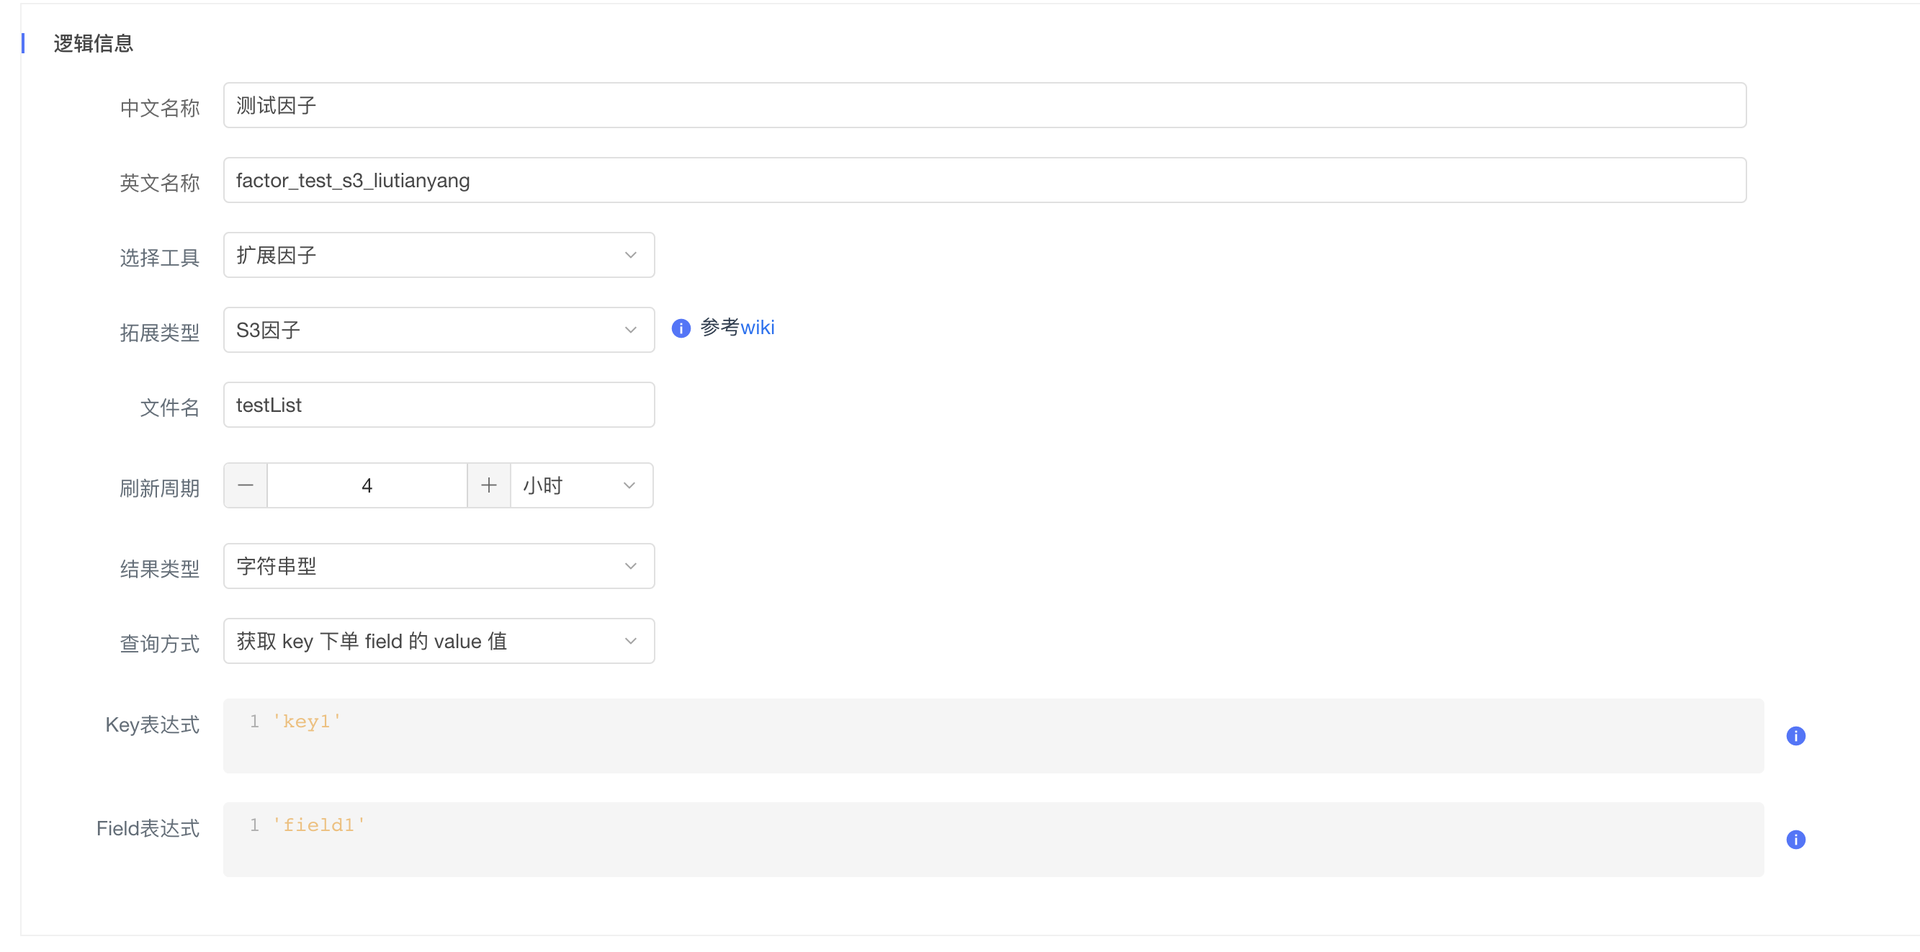 逻辑信息
中文名称 测试因子
英文名称 factor_test_s3_liutianyang
选择工具 扩展因子
拓展类型 S3因子 参考wiki
文件名 testList
刷新周期 4 小时
结果类型 字符串型
查询方式 获取 key 下单 field 的 value 值
Key表达式 1 'key1'
Field表达式 1 'field1'